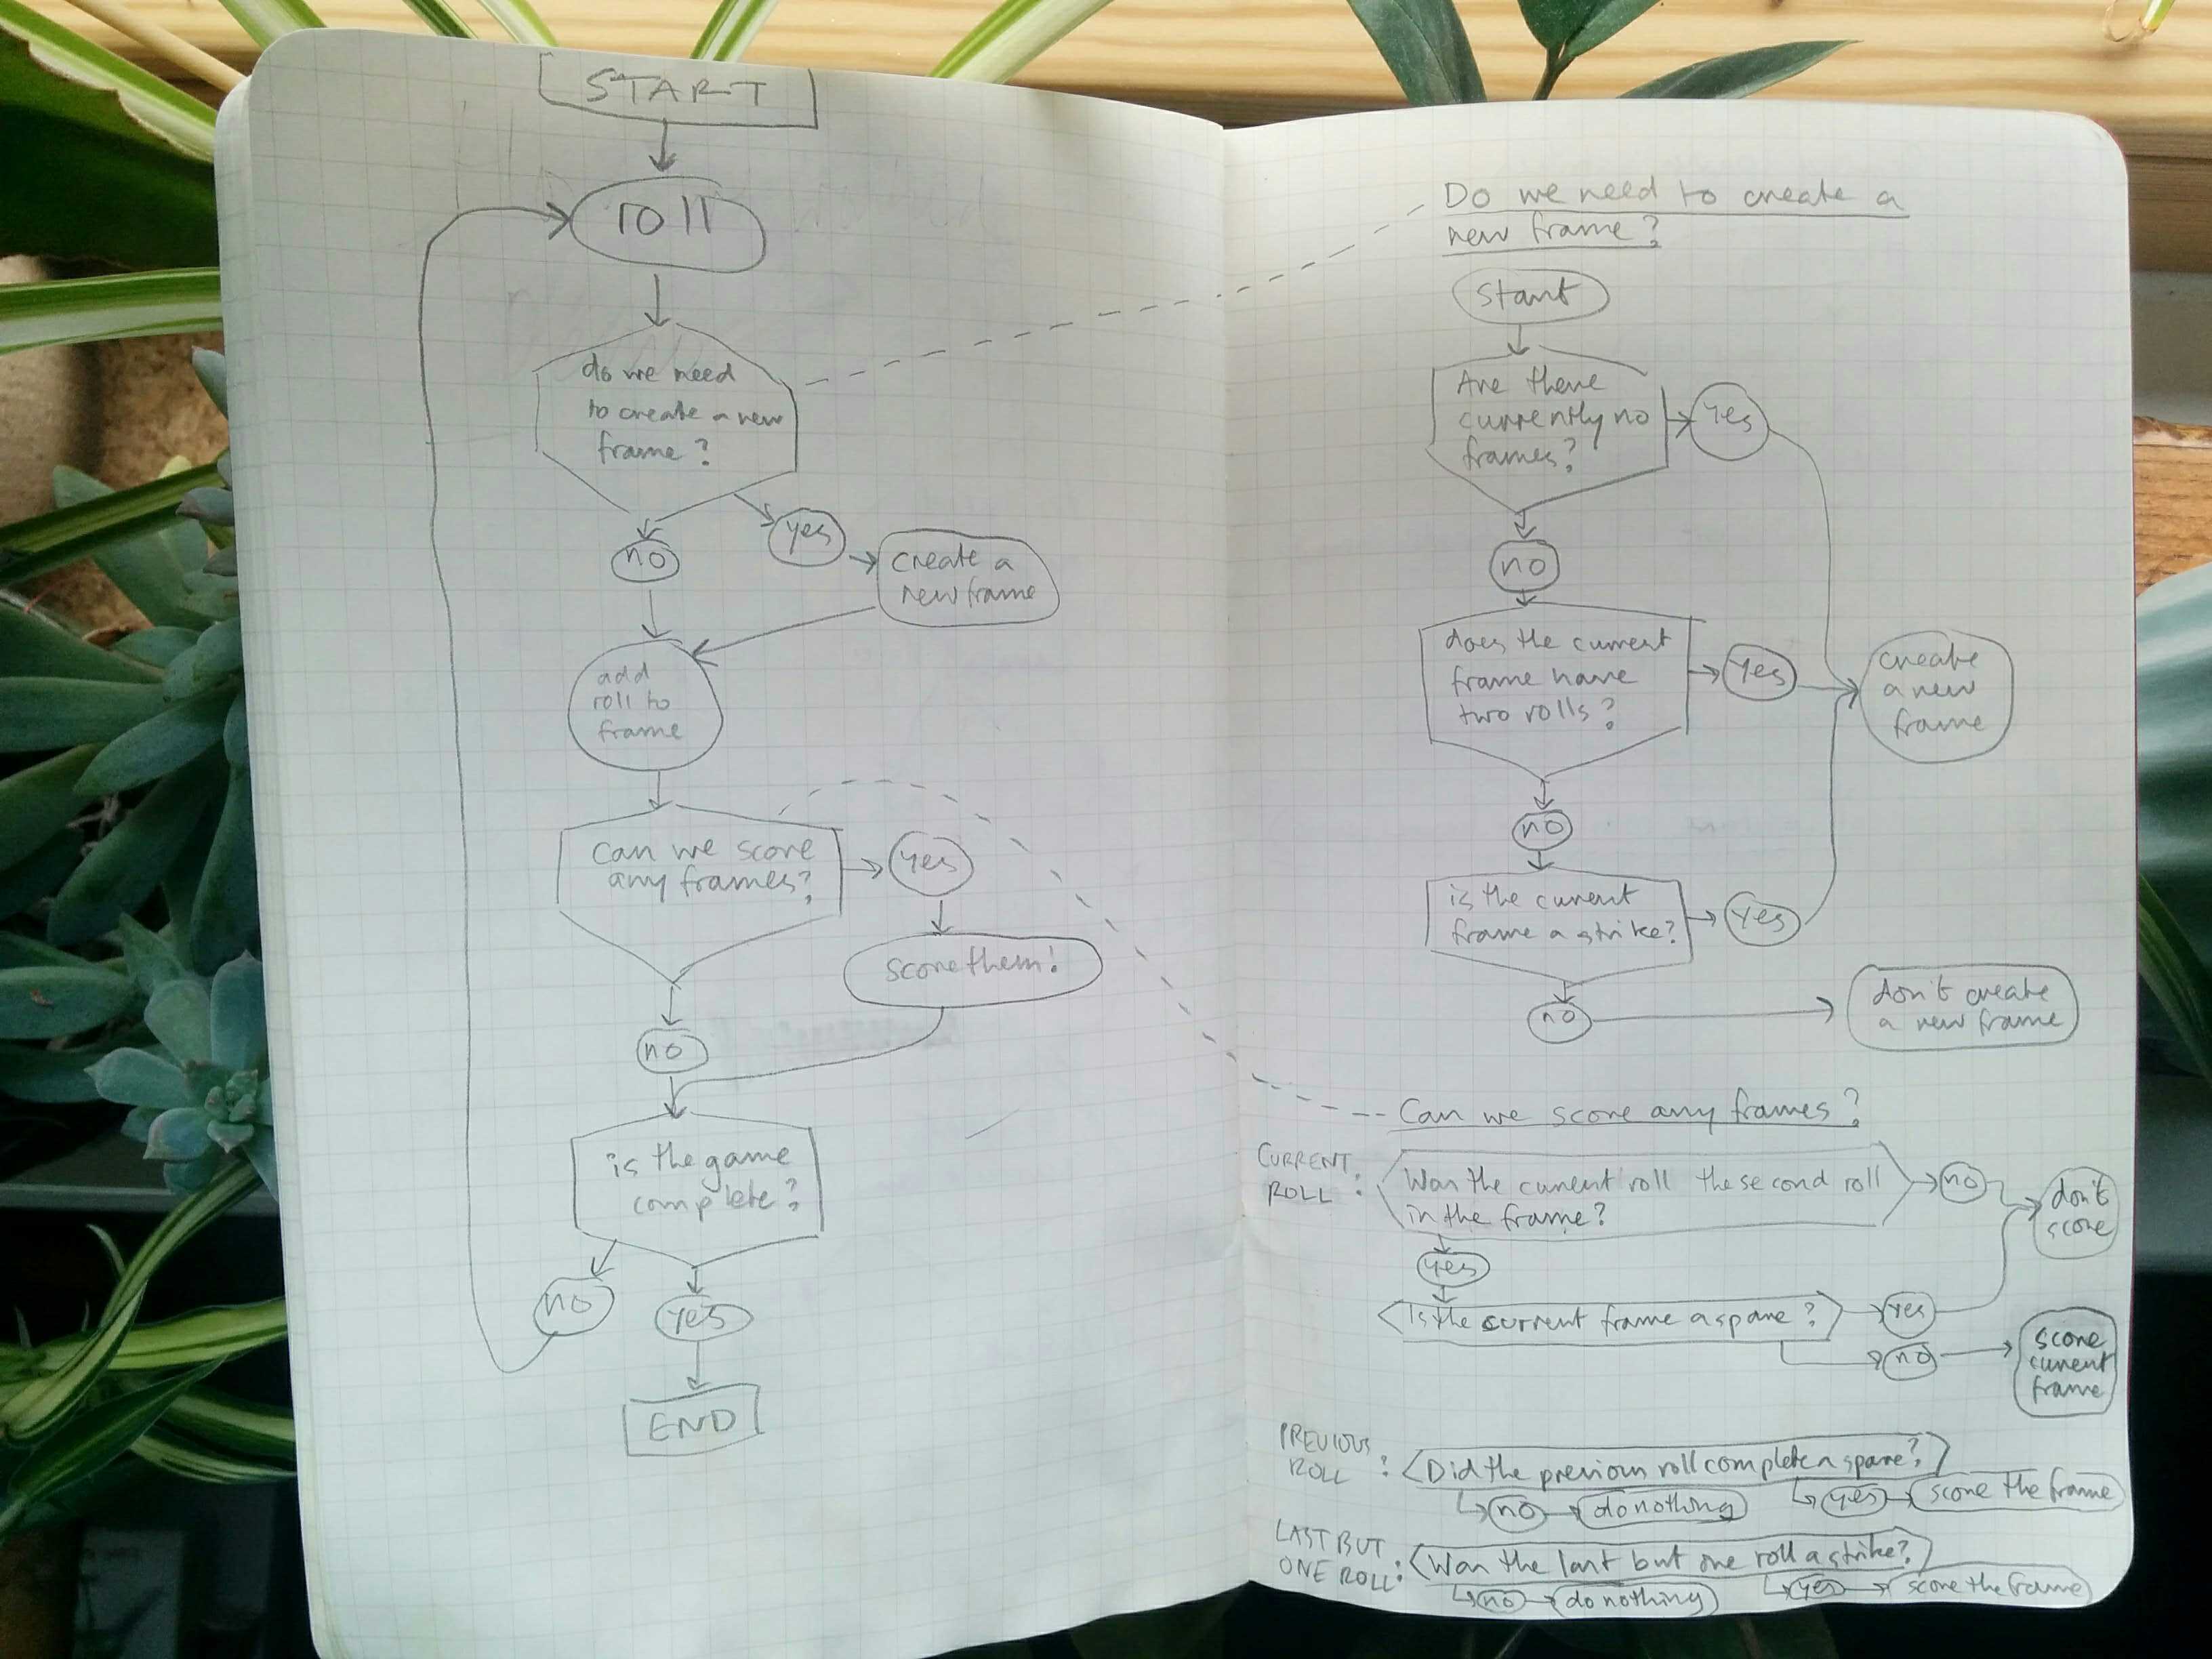 START
roll
do we need
to create a new
frame?
no
yes
create a
new frame
add
roll to
frame
can we score
any frames?
yes
score them!
no
is the game
complete?
no
yes
END
Do we need to create a
new frame?
Start
Are there
currently no
frames?
yes
no
does the current
frame have
two rolls?
yes
create
a new
frame
no
is the current
frame a strike?
yes
no
don't create
a new frame
Can we score any frames?
CURRENT
ROLL :
Was the current roll the second roll
in the frame?
no
don't
score
yes
Is the current frame a spare?
yes
no
score
current
frame
PREVIOUS
ROLL :
Did the previous roll complete a spare?
no
do nothing
yes
score the frame
LAST BUT
ONE ROLL:
Was the last but one roll a strike?
no
do nothing
yes
score the frame